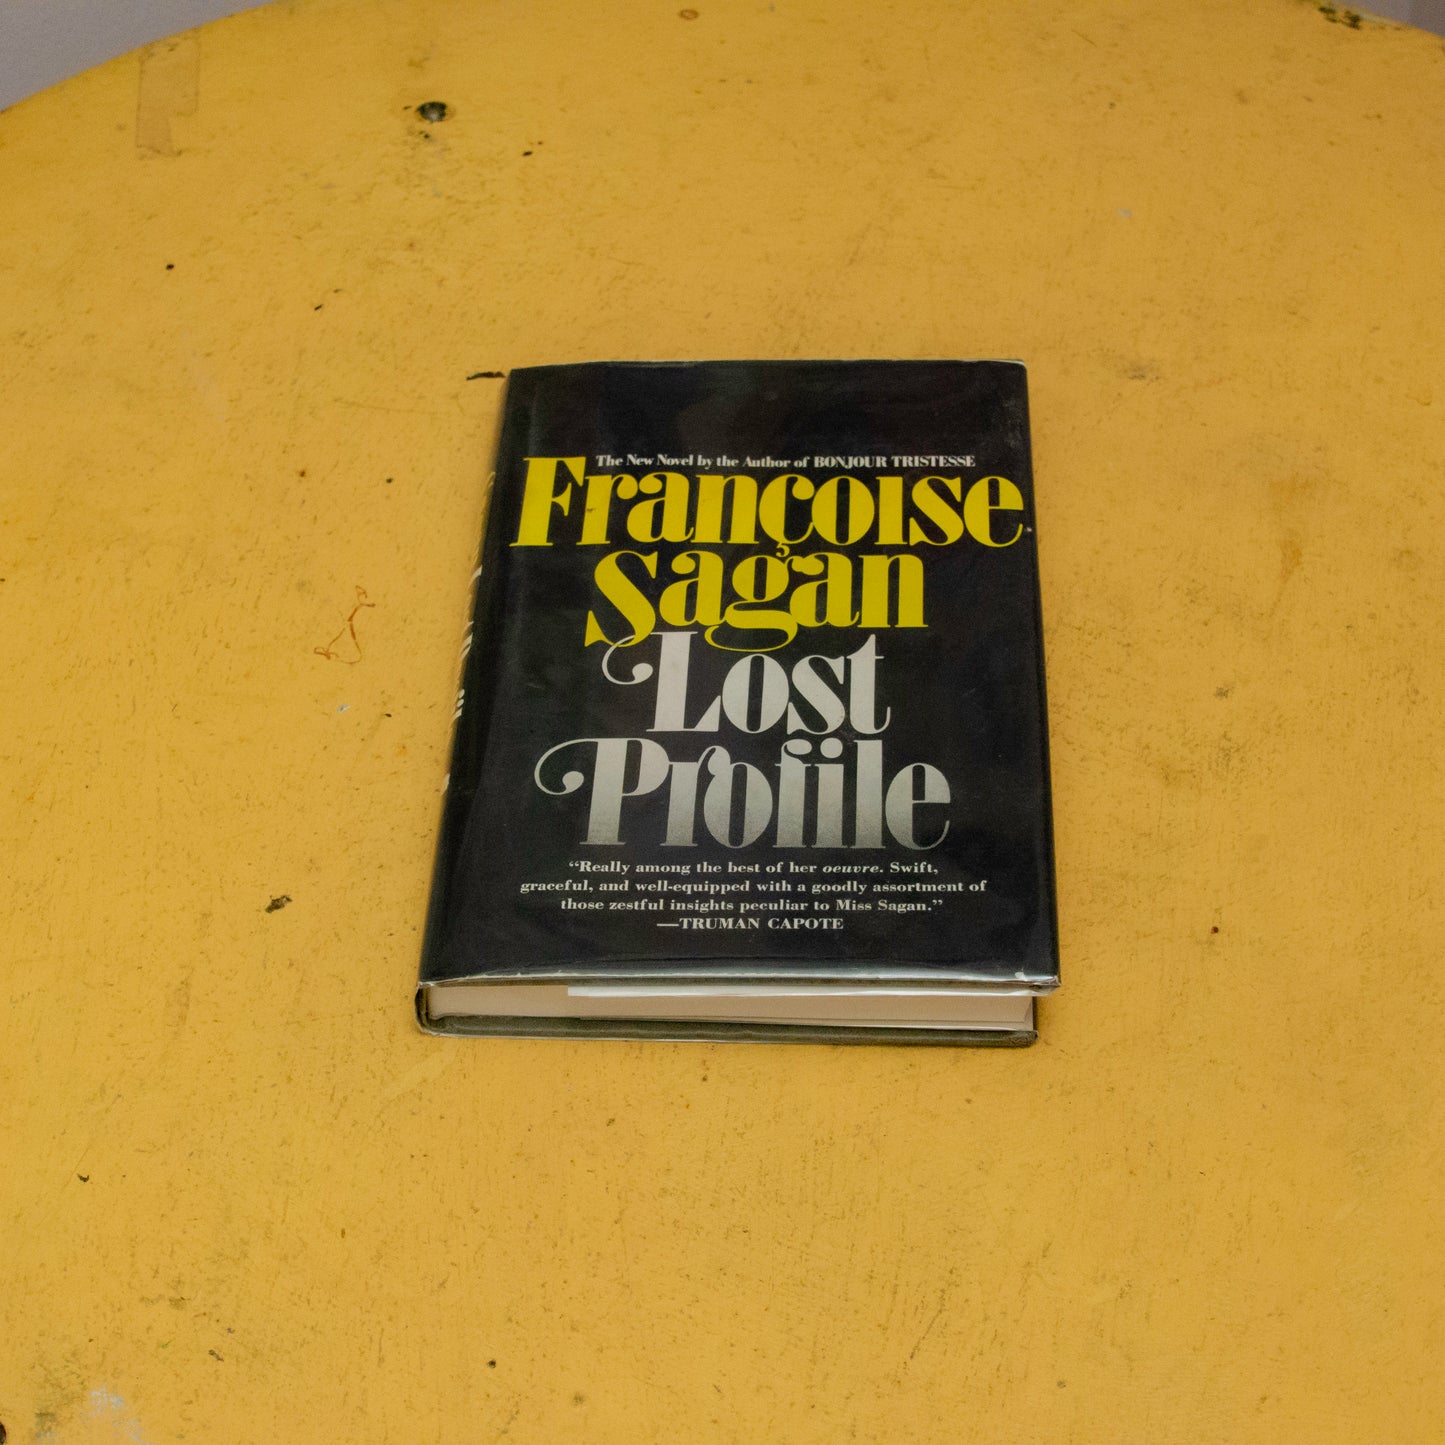 The New Novel by the Author of BONJOUR TRISTESSE
Françoise
Sagan
Lost
Profile
“Really among the best of her oeuvre. Swift,
graceful, and well-equipped with a goodly assortment of
those zestful insights peculiar to Miss Sagan.”
—TRUMAN CAPOTE